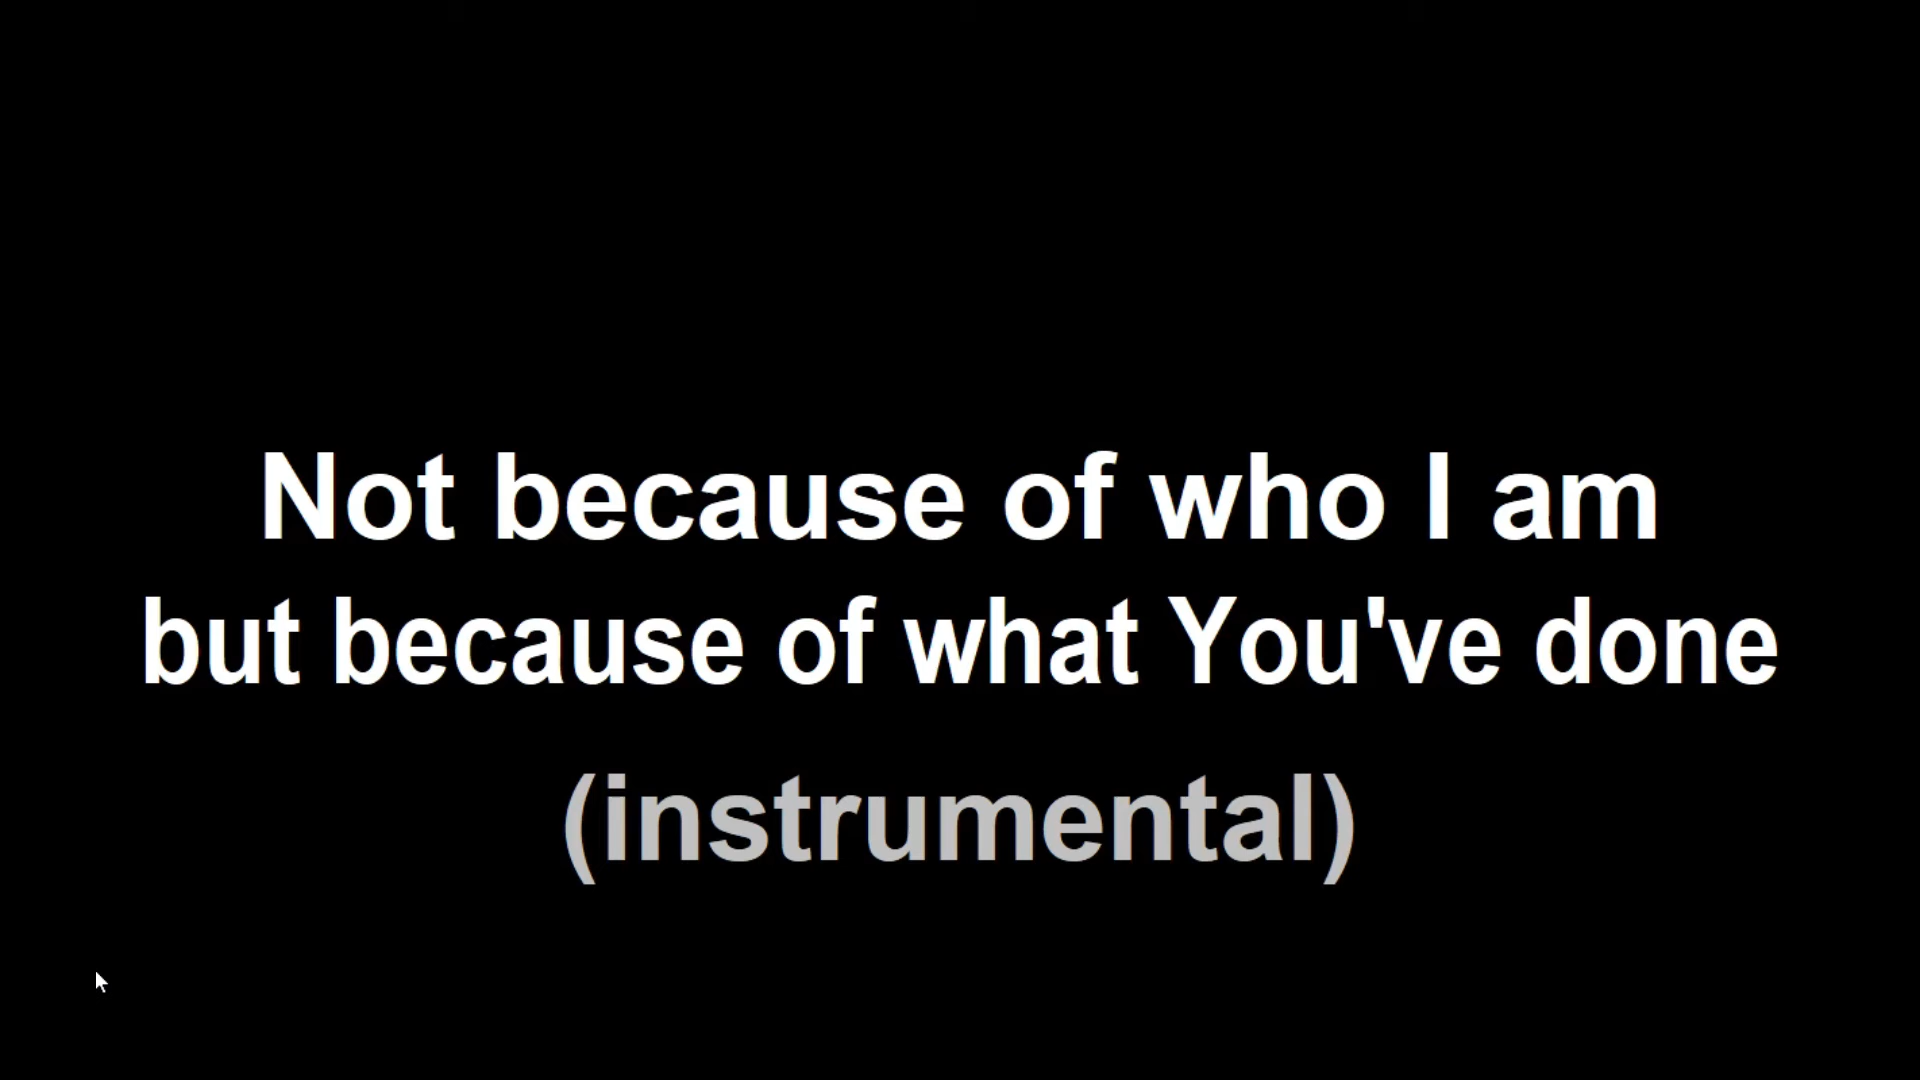 Not because of who I am
but because of what You've done
(instrumental)